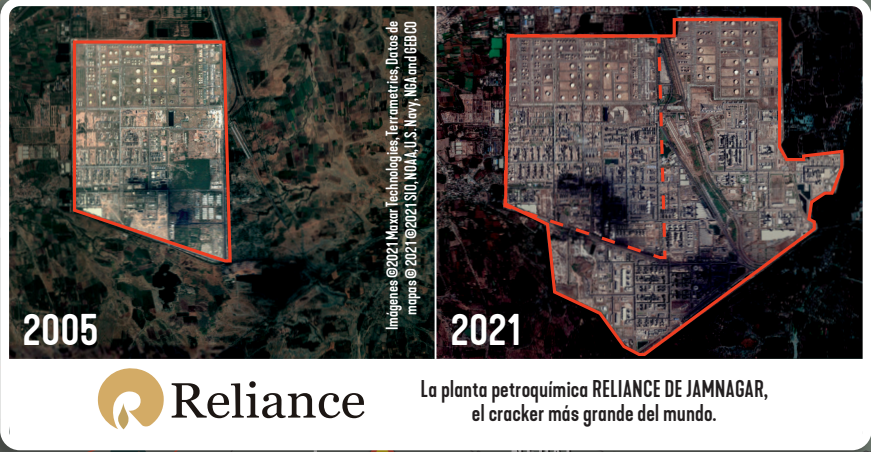 2005
Imágenes ©2021 Maxar Technologies, Terrametrics, Datos de
mapas © 2021 ©2021 SIO, NOAA, U.S. Navy, NGA and GEBCO
2021
Reliance
La planta petroquímica RELIANCE DE JAMNAGAR,
el cracker más grande del mundo.